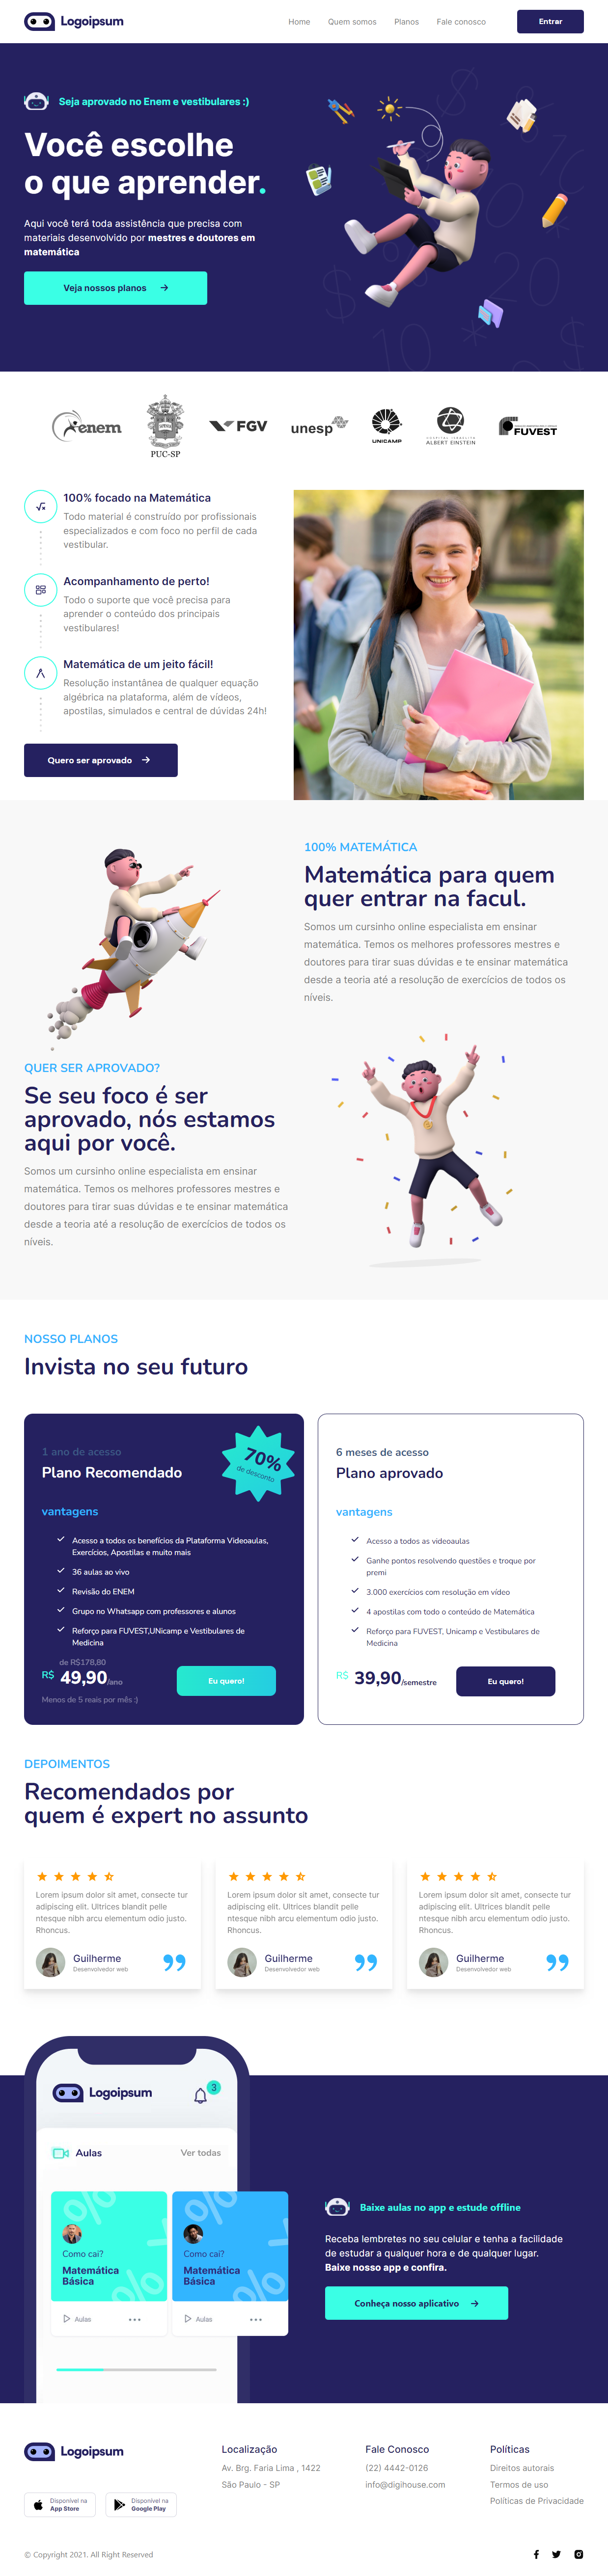 Logoipsum
Home Quem somos Planos Fale conosco
Entrar
Seja aprovado no Enem e vestibulares :)
Você escolhe
o que aprender.
Aqui você terá toda assistência que precisa com
materiais desenvolvido por mestres e doutores em
matemática
Veja nossos planos
enem
PUC-SP
FGV
unesp
UNICAMP
ALBERT EINSTEIN
FUVEST
100% focado na Matemática
Todo material é construído por profissionais
especializados e com foco no perfil de cada
vestibular.
Acompanhamento de perto!
Todo o suporte que você precisa para
aprender o conteúdo dos principais
vestibulares!
Matemática de um jeito fácil!
Resolução instantânea de qualquer equação
algébrica na plataforma, além de vídeos,
apostilas, simulados e central de dúvidas 24h!
Quero ser aprovado
100% MATEMÁTICA
Matemática para quem
quer entrar na facul.
Somos um cursinho online especialista em ensinar
matemática. Temos os melhores professores mestres e
doutores para tirar suas dúvidas e te ensinar matemática
desde a teoria até a resolução de exercícios de todos os
níveis.
QUER SER APROVADO?
Se seu foco é ser
aprovado, nós estamos
aqui por você.
Somos um cursinho online especialista em ensinar
matemática. Temos os melhores professores mestres e
doutores para tirar suas dúvidas e te ensinar matemática
desde a teoria até a resolução de exercícios de todos os
níveis.
NOSSO PLANOS
Invista no seu futuro
1 ano de acesso
Plano Recomendado
70%
de desconto
vantagens
Acesso a todos os benefícios da Plataforma Videoaulas,
Exercícios, Apostilas e muito mais
36 aulas ao vivo
Revisão do ENEM
Grupo no Whatsapp com professores e alunos
Reforço para FUVEST,UNicamp e Vestibulares de
Medicina
de R$178,80
R$ 49,90/ano
Menos de 5 reais por mês :)
Eu quero!
6 meses de acesso
Plano aprovado
vantagens
Acesso a todos as videoaulas
Ganhe pontos resolvendo questões e troque por
premi
3.000 exercícios com resolução em vídeo
4 apostilas com todo o conteúdo de Matemática
Reforço para FUVEST, Unicamp e Vestibulares de
Medicina
R$ 39,90/semestre
Eu quero!
DEPOIMENTOS
Recomendados por
quem é expert no assunto
Lorem ipsum dolor sit amet, consecte tur
adipiscing elit. Ultrices blandit pelle
ntesque nibh arcu elementum odio justo.
Rhoncus.
Guilherme
Desenvolvedor web
Lorem ipsum dolor sit amet, consecte tur
adipiscing elit. Ultrices blandit pelle
ntesque nibh arcu elementum odio justo.
Rhoncus.
Guilherme
Desenvolvedor web
Lorem ipsum dolor sit amet, consecte tur
adipiscing elit. Ultrices blandit pelle
ntesque nibh arcu elementum odio justo.
Rhoncus.
Guilherme
Desenvolvedor web
Logoipsum
3
Aulas
Ver todas
Como cai?
Matemática
Básica
Aulas
Como cai?
Matemática
Básica
Aulas
Baixe aulas no app e estude offline
Receba lembretes no seu celular e tenha a facilidade
de estudar a qualquer hora e de qualquer lugar.
Baixe nosso app e confira.
Conheça nosso aplicativo
Logoipsum
Disponível na
App Store
Disponível na
Google Play
Localização
Av. Brg. Faria Lima , 1422
São Paulo - SP
Fale Conosco
(22) 4442-0126
info@digihouse.com
Políticas
Direitos autorais
Termos de uso
Políticas de Privacidade
© Copyright 2021. All Right Reserved